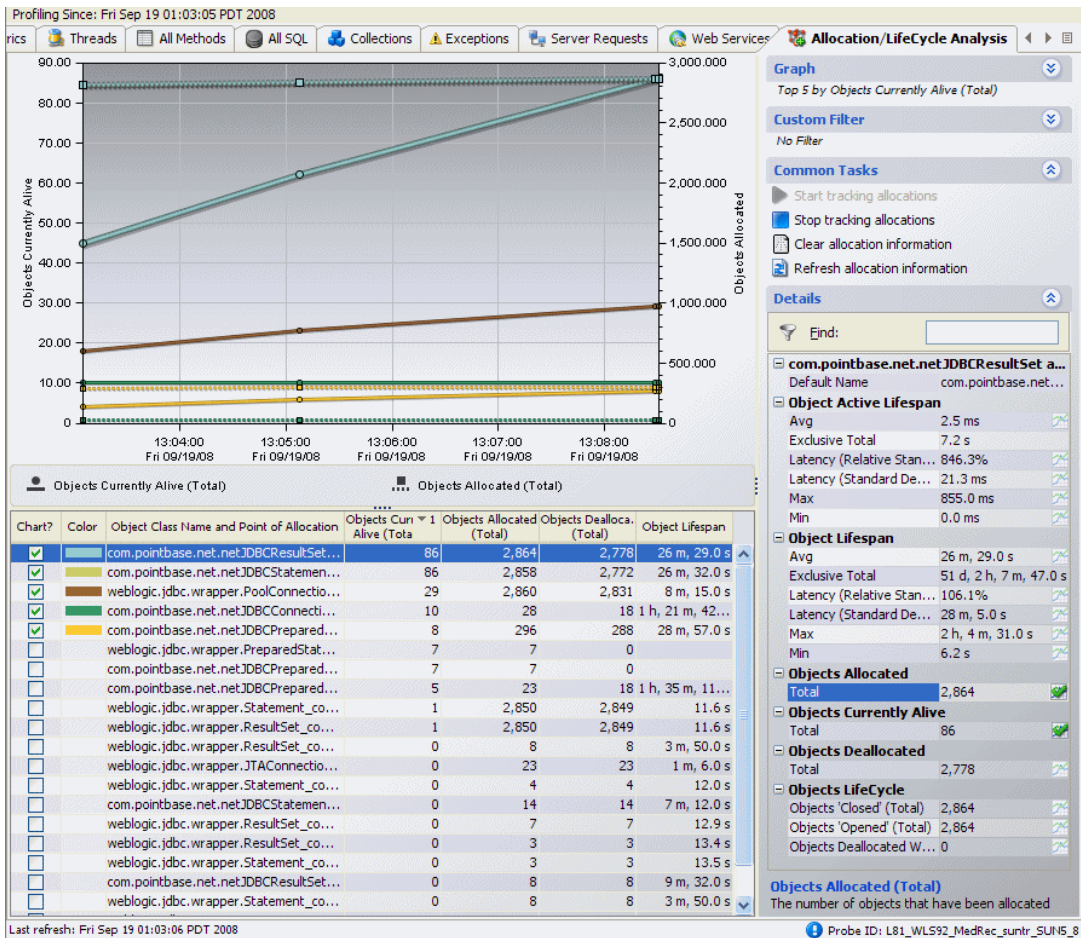 Profiling Since: Fri Sep 19 01:03:05 PDT 2008
rics Threads All Methods All SQL Collections Exceptions Server Requests Web Services Allocation/LifeCycle Analysis
90.00
80.00
70.00
60.00
50.00
40.00
30.00
20.00
10.00
0
Objects Currently Alive
3,000.000
2,500.000
2,000.000
1,500.000
1,000.000
500.000
0
Objects Allocated
13:04:00 13:05:00 13:06:00 13:07:00 13:08:00
Fri 09/19/08 Fri 09/19/08 Fri 09/19/08 Fri 09/19/08 Fri 09/19/08
Objects Currently Alive (Total) Objects Allocated (Total)
Chart? Color Object Class Name and Point of Allocation Objects Curr 1 Alive (Tota Objects Allocated (Total) Objects Dealloca. (Total) Object Lifespan
com.pointbase.net.netJDBCResultSet... 86 2,864 2,778 26 m, 29.0 s
com.pointbase.net.netJDBCStatemen... 86 2,858 2,772 26 m, 32.0 s
weblogic.jdbc.wrapper.PoolConnectio... 29 2,860 2,831 8 m, 15.0 s
com.pointbase.net.netJDBCConnecti... 10 28 18 1 h, 21 m, 42...
com.pointbase.net.netJDBCPrepared... 8 296 288 28 m, 57.0 s
weblogic.jdbc.wrapper.PreparedStat... 7 7 0
com.pointbase.net.netJDBCPrepared... 7 7 0
com.pointbase.net.netJDBCPrepared... 5 23 18 1 h, 35 m, 11...
weblogic.jdbc.wrapper.Statement_co... 1 2,850 2,849 11.6 s
weblogic.jdbc.wrapper.ResultSet_co... 1 2,850 2,849 11.6 s
weblogic.jdbc.wrapper.ResultSet_co... 0 8 8 3 m, 50.0 s
weblogic.jdbc.wrapper.JTAConnectio... 0 23 23 1 m, 6.0 s
weblogic.jdbc.wrapper.Statement_co... 0 4 4 12.0 s
com.pointbase.net.netJDBCStatemen... 0 14 14 7 m, 12.0 s
weblogic.jdbc.wrapper.ResultSet_co... 0 7 7 12.9 s
weblogic.jdbc.wrapper.ResultSet_co... 0 3 3 13.4 s
weblogic.jdbc.wrapper.Statement_co... 0 3 3 13.5 s
com.pointbase.net.netJDBCResultSet... 0 8 8 9 m, 32.0 s
weblogic.jdbc.wrapper.Statement_co... 0 8 8 3 m, 50.0 s
Graph
Top 5 by Objects Currently Alive (Total)
Custom Filter
No Filter
Common Tasks
Start tracking allocations
Stop tracking allocations
Clear allocation information
Refresh allocation information
Details
Find:
com.pointbase.net.netJDBCResultSet a...
Default Name com.pointbase.net...
Object Active Lifespan
Avg 2.5 ms
Exclusive Total 7.2 s
Latency (Relative Stan... 846.3%
Latency (Standard De... 21.3 ms
Max 855.0 ms
Min 0.0 ms
Object Lifespan
Avg 26 m, 29.0 s
Exclusive Total 51 d, 2 h, 7 m, 47.0 s
Latency (Relative Stan... 106.1%
Latency (Standard De... 28 m, 5.0 s
Max 2 h, 4 m, 31.0 s
Min 6.2 s
Objects Allocated
Total 2,864
Objects Currently Alive
Total 86
Objects Deallocated
Total 2,778
Objects LifeCycle
Objects 'Closed' (Total) 2,864
Objects 'Opened' (Total) 2,864
Objects Deallocated W... 0
Objects Allocated (Total)
The number of objects that have been allocated
Last refresh: Fri Sep 19 01:03:06 PDT 2008
Probe ID: L81_WLS92_MedRec_suntr_SUN5_8